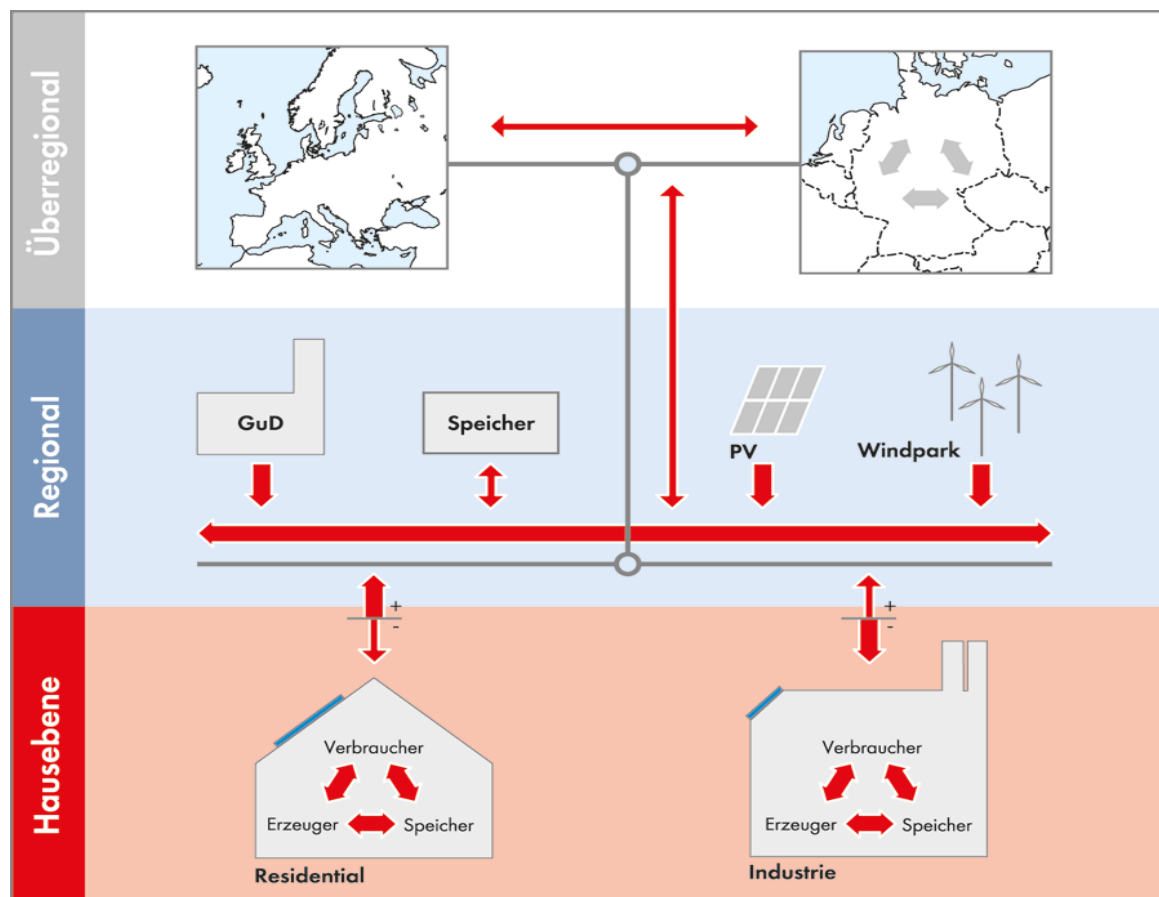 Überregional
Regional
GuD
Speicher
PV
Windpark
+
-
+
-
Hausebene
Verbraucher
Erzeuger
Speicher
Residential
Verbraucher
Erzeuger
Speicher
Industrie